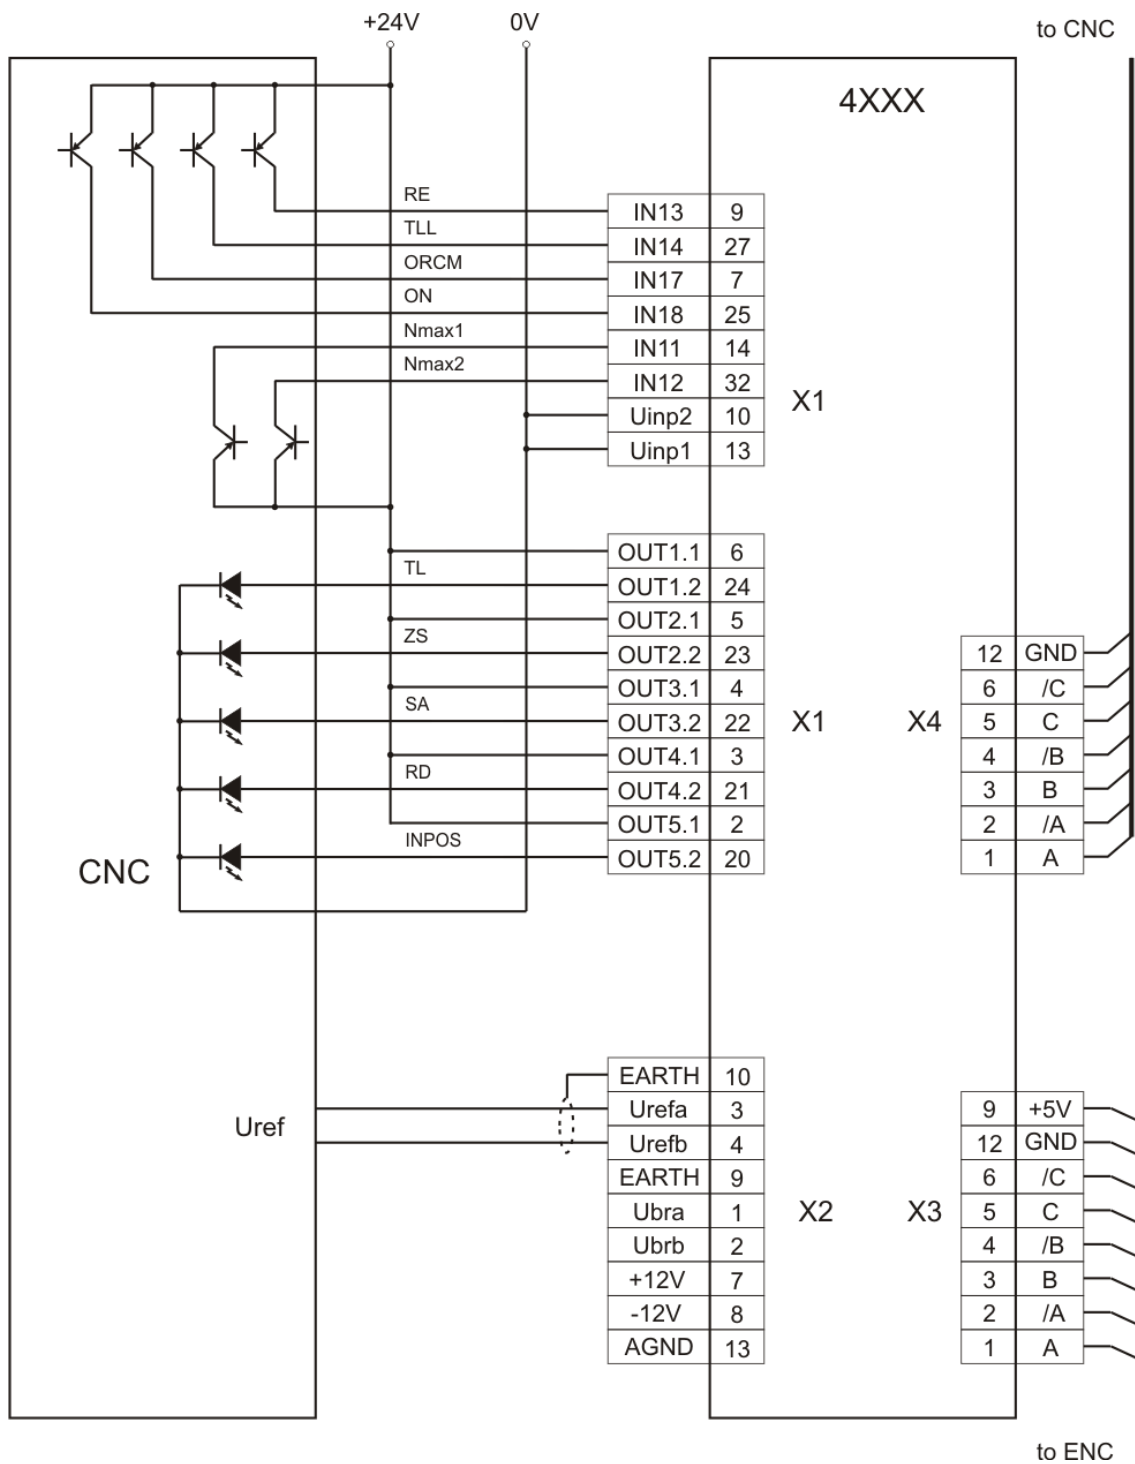 +24V 0V
to CNC
4XXX
RE
IN13 9
TLL
IN14 27
ORCM
IN17 7
ON
IN18 25
Nmax1
IN11 14
Nmax2
IN12 32
X1
Uinp2 10
Uinp1 13
OUT1.1 6
TL
OUT1.2 24
OUT2.1 5
ZS
OUT2.2 23
OUT3.1 4
SA
OUT3.2 22
X1
OUT4.1 3
RD
OUT4.2 21
OUT5.1 2
INPOS
OUT5.2 20
CNC
12 GND
6 /C
X4
5 C
4 /B
3 B
2 /A
1 A
Uref
EARTH 10
Urefa 3
Urefb 4
EARTH 9
Ubra 1
X2
Ubrb 2
+12V 7
-12V 8
AGND 13
9 +5V
12 GND
6 /C
X3
5 C
4 /B
3 B
2 /A
1 A
to ENC